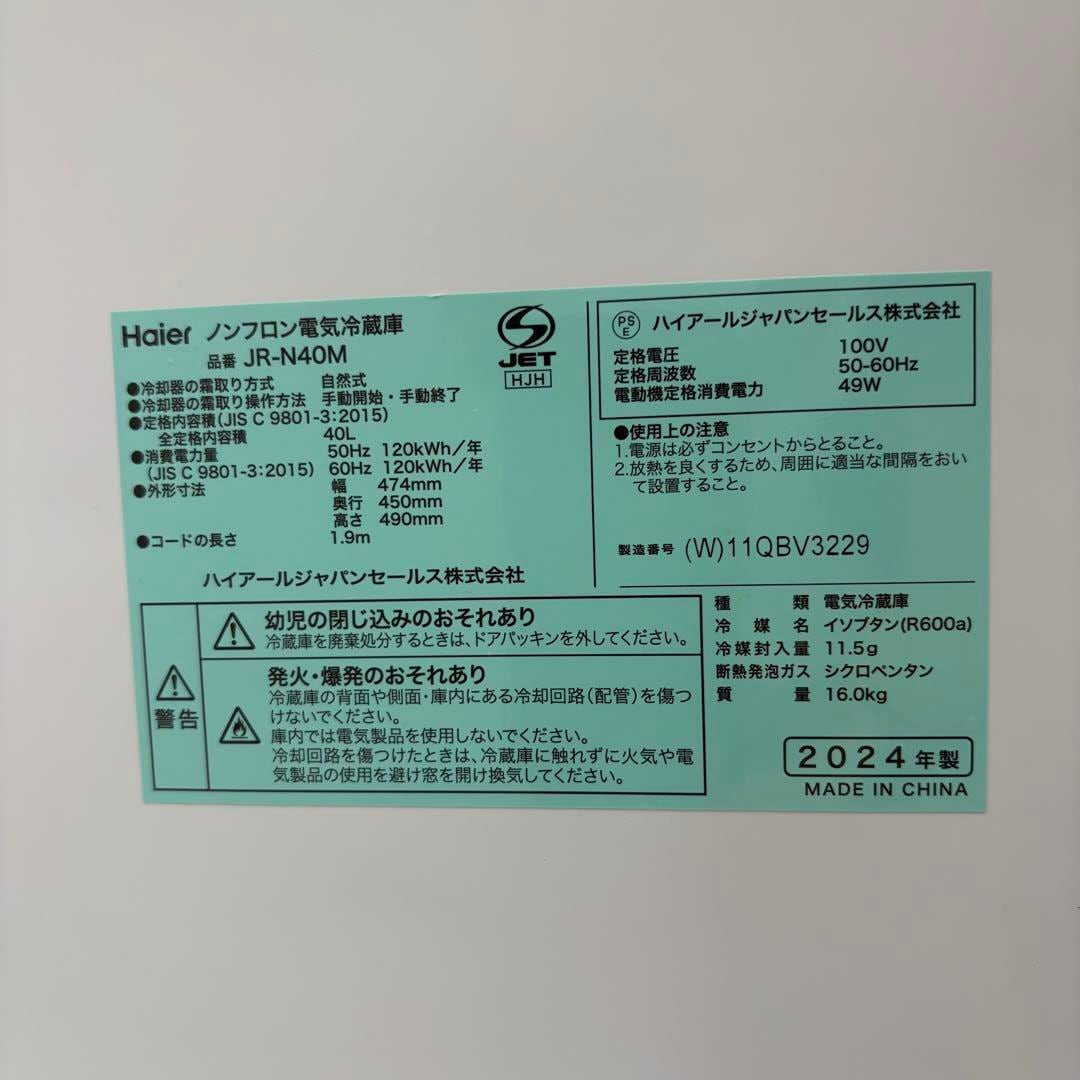 Haier ノンフロン電気冷蔵庫
品番 JR-N40M
●冷却器の霜取り方式 自然式
●冷却器の霜取り操作方法 手動開始・手動終了
●定格内容積(JIS C 9801-3:2015)
全定格内容積 40L
●消費電力量 50Hz 120kWh/年
(JIS C 9801-3:2015) 60Hz 120kWh/年
●外形寸法 幅 474mm
奥行 450mm
高さ 490mm
●コードの長さ 1.9m
ハイアールジャパンセールス株式会社
JET
HJH
PS
E
ハイアールジャパンセールス株式会社
定格電圧 100V
定格周波数 50-60Hz
電動機定格消費電力 49W
●使用上の注意
1.電源は必ずコンセントからとること。
2.放熱を良くするため、周囲に適当な間隔をおい
て設置すること。
製造番号 (W)11QBV3229
警告
幼児の閉じ込みのおそれあり
冷蔵庫を廃棄処分するときは、ドアパッキンを外してください。
発火・爆発のおそれあり
冷蔵庫の背面や側面・庫内にある冷却回路(配管)を傷つ
けないでください。
庫内では電気製品を使用しないでください。
冷却回路を傷つけたときは、冷蔵庫に触れずに火気や電
気製品の使用を避け窓を開け換気してください。
種類 電気冷蔵庫
冷媒名 イソブタン(R600a)
冷媒封入量 11.5g
断熱発泡ガス シクロペンタン
質量 16.0kg
2024年製
MADE IN CHINA